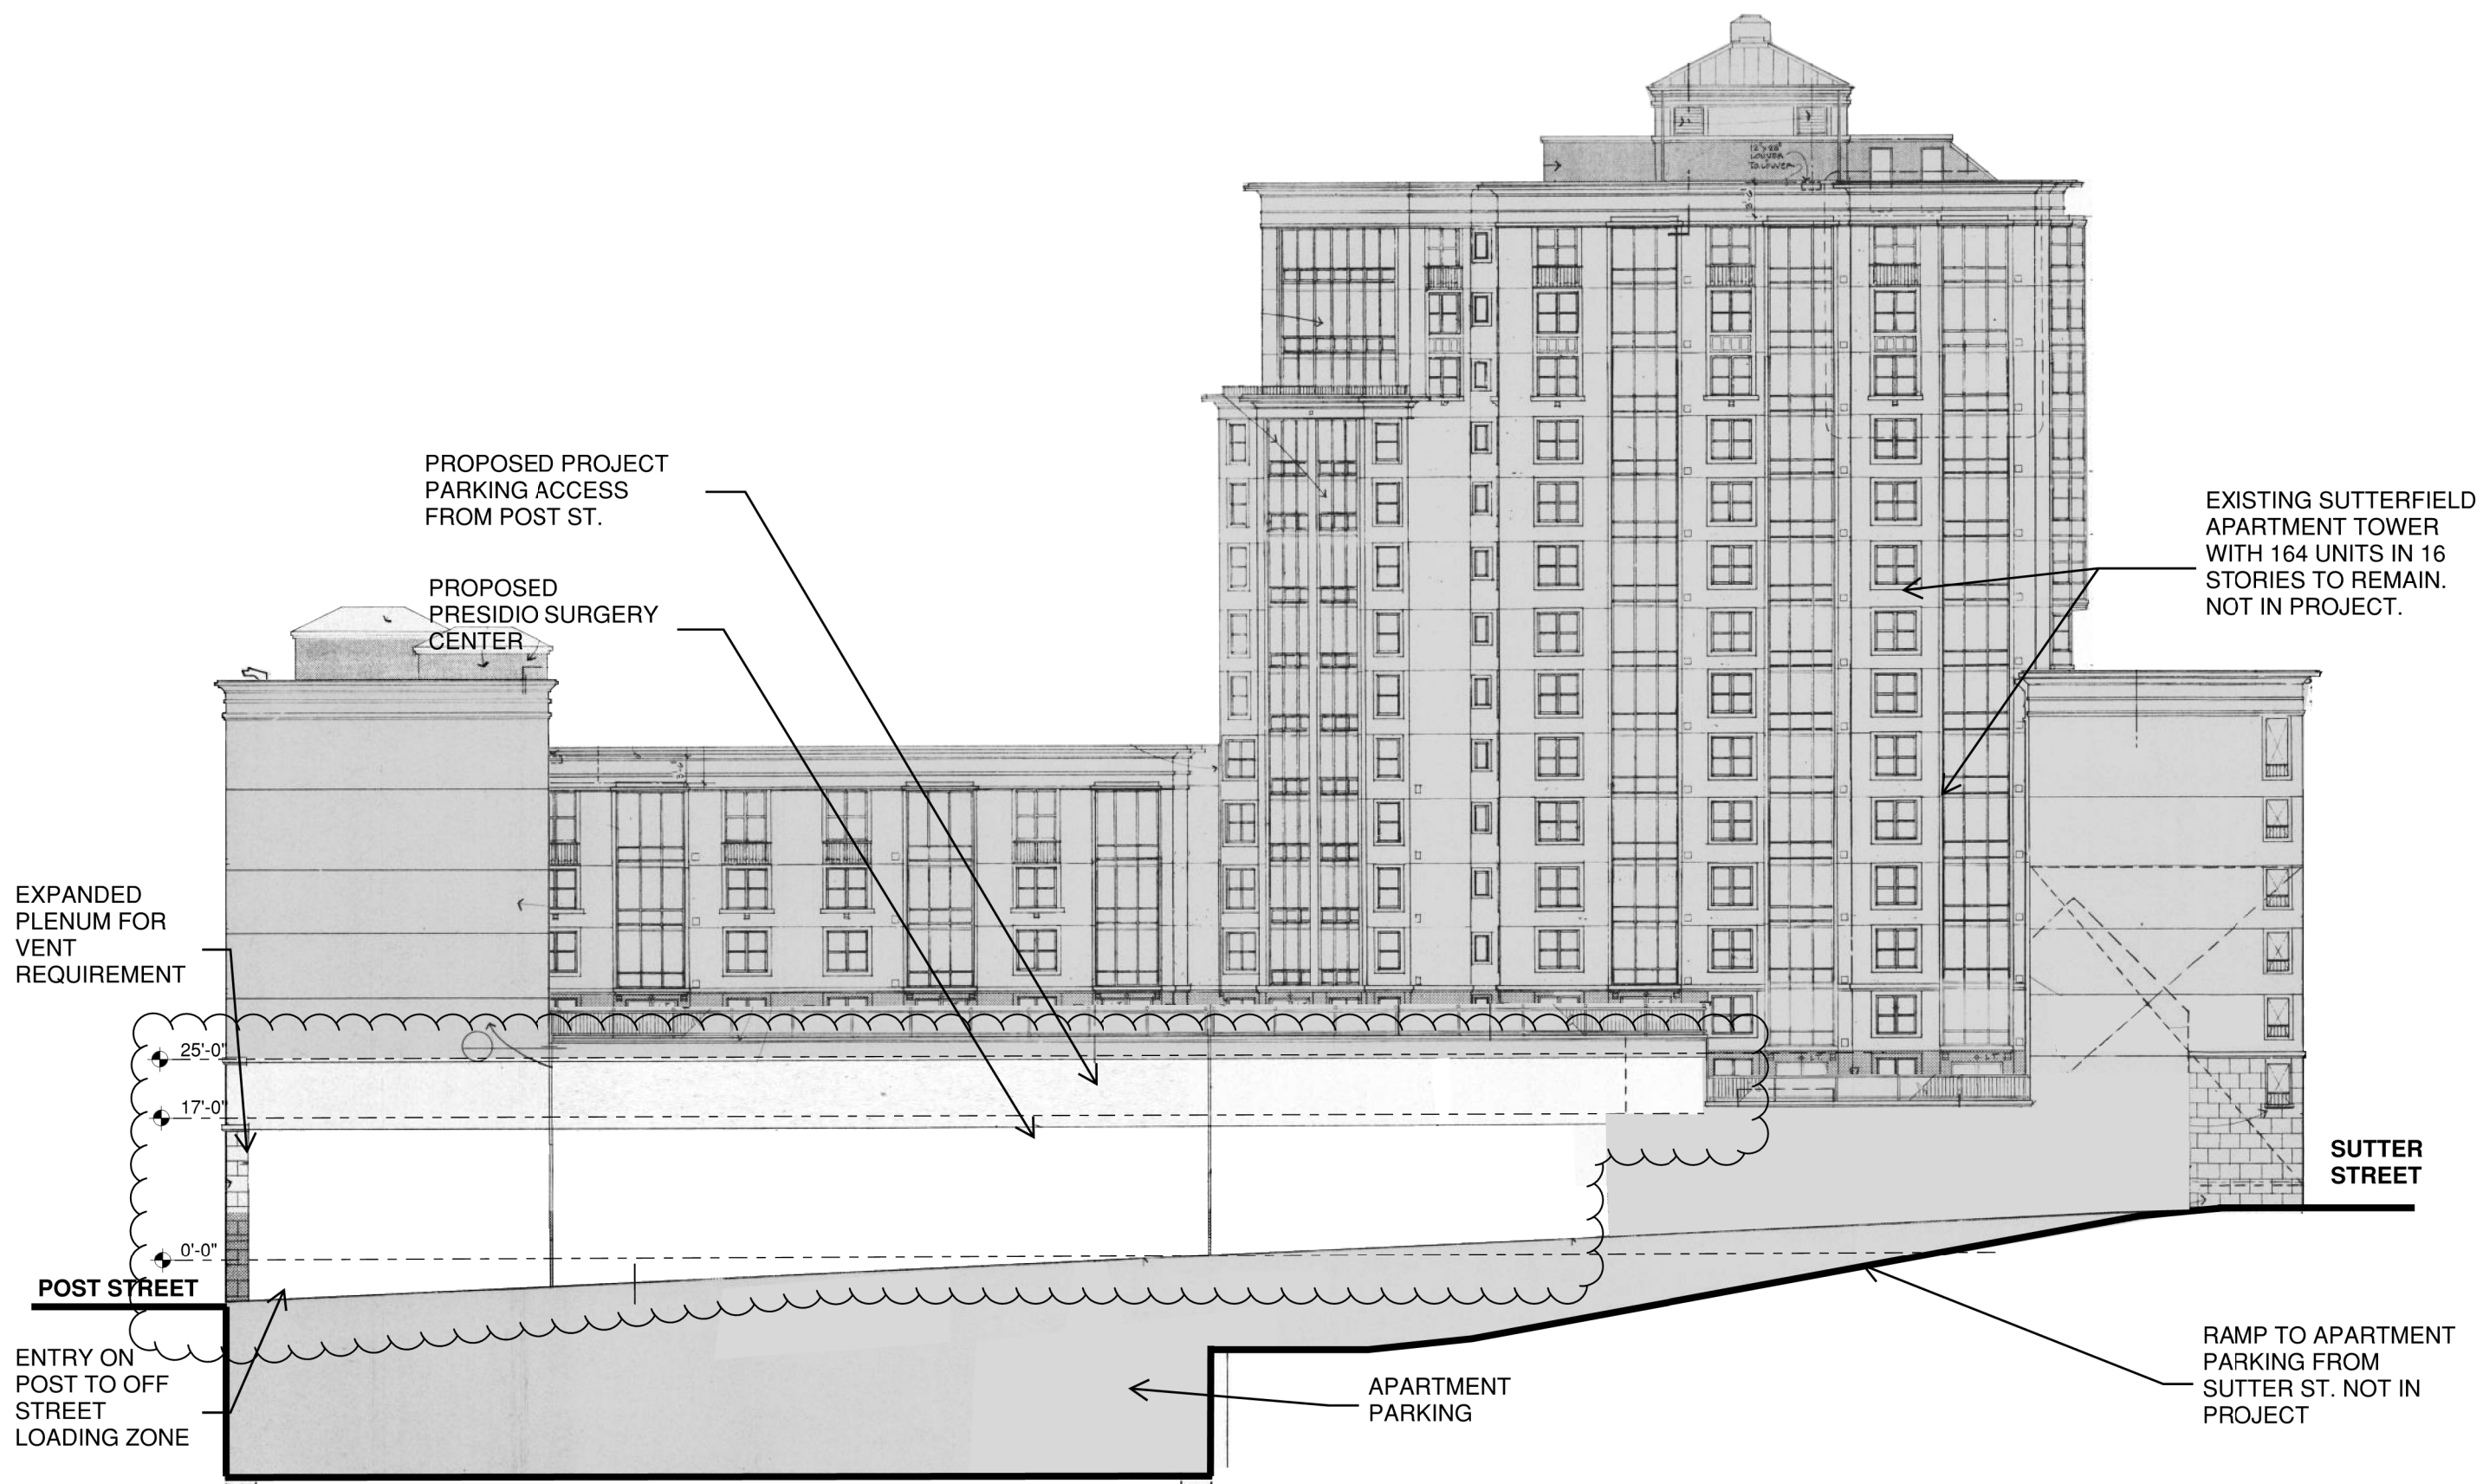 12"x28"
LOUVER
PROPOSED PROJECT
PARKING ACCESS
FROM POST ST.
EXISTING SUTTERFIELD
APARTMENT TOWER
WITH 164 UNITS IN 16
STORIES TO REMAIN.
NOT IN PROJECT.
PROPOSED
PRESIDIO SURGERY
CENTER
EXPANDED
PLENUM FOR
VENT
REQUIREMENT
25'-0"
17'-0"
0'-0"
SUTTER
STREET
POST STREET
ENTRY ON
POST TO OFF
STREET
LOADING ZONE
APARTMENT
PARKING
RAMP TO APARTMENT
PARKING FROM
SUTTER ST. NOT IN
PROJECT